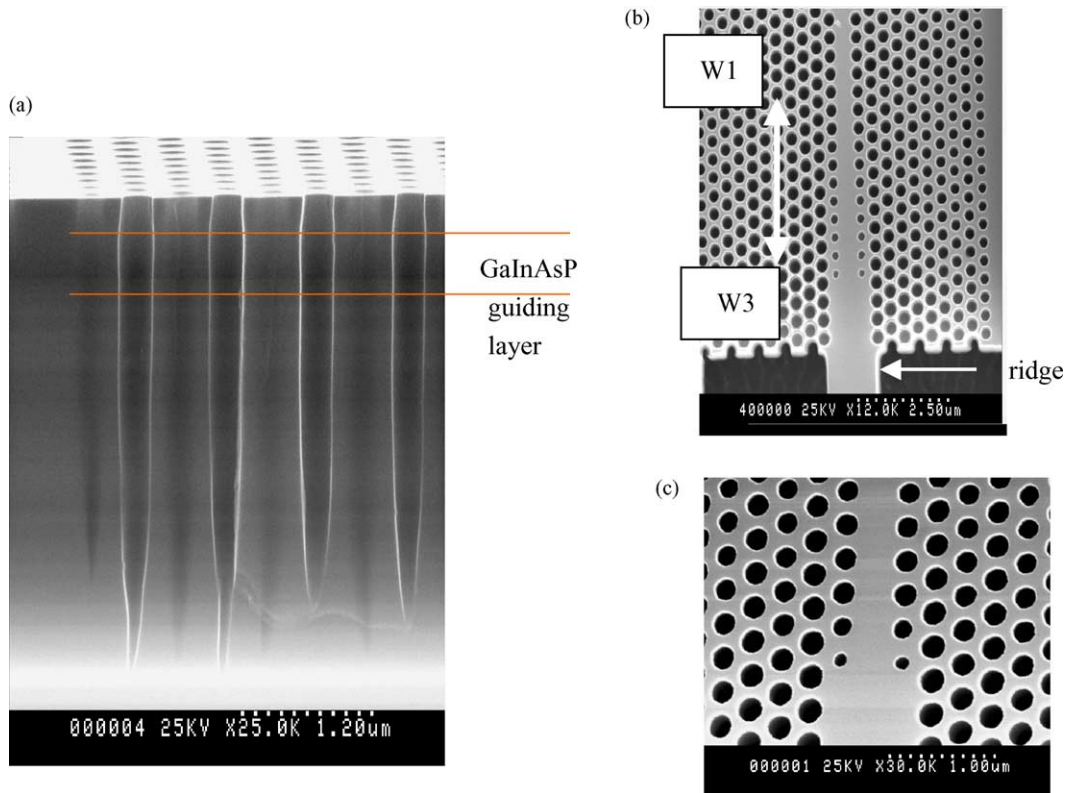 (a)
GaInAsP
guiding
layer
000004 25KV X25.0K 1.20um
(b)
W1
W3
ridge
400000 25KV X12.0K 2.50um
(c)
000001 25KV X30.0K 1.00um